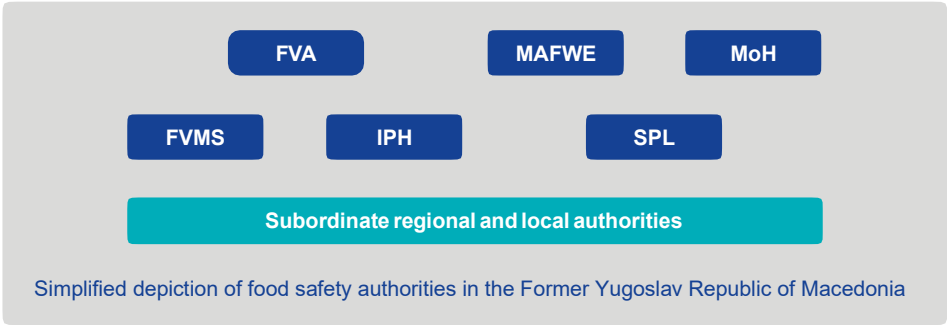 FVA
MAFWE
MoH
FVMS
IPH
SPL
Subordinate regional and local authorities
Simplified depiction of food safety authorities in the Former Yugoslav Republic of Macedonia